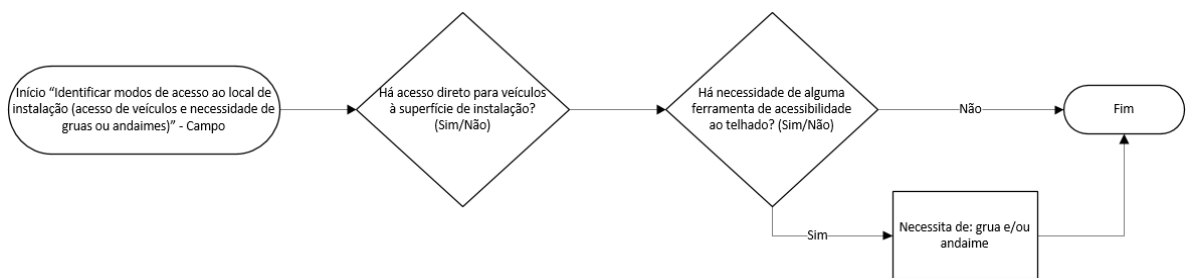 Início “Identificar modos de acesso ao local de
instalação (acesso de veículos e necessidade de
gruas ou andaimes)” - Campo
Há acesso direto para veículos
à superfície de instalação?
(Sim/Não)
Há necessidade de alguma
ferramenta de acessibilidade
ao telhado? (Sim/Não)
Não
Fim
Sim
Necessita de: grua e/ou
andaime